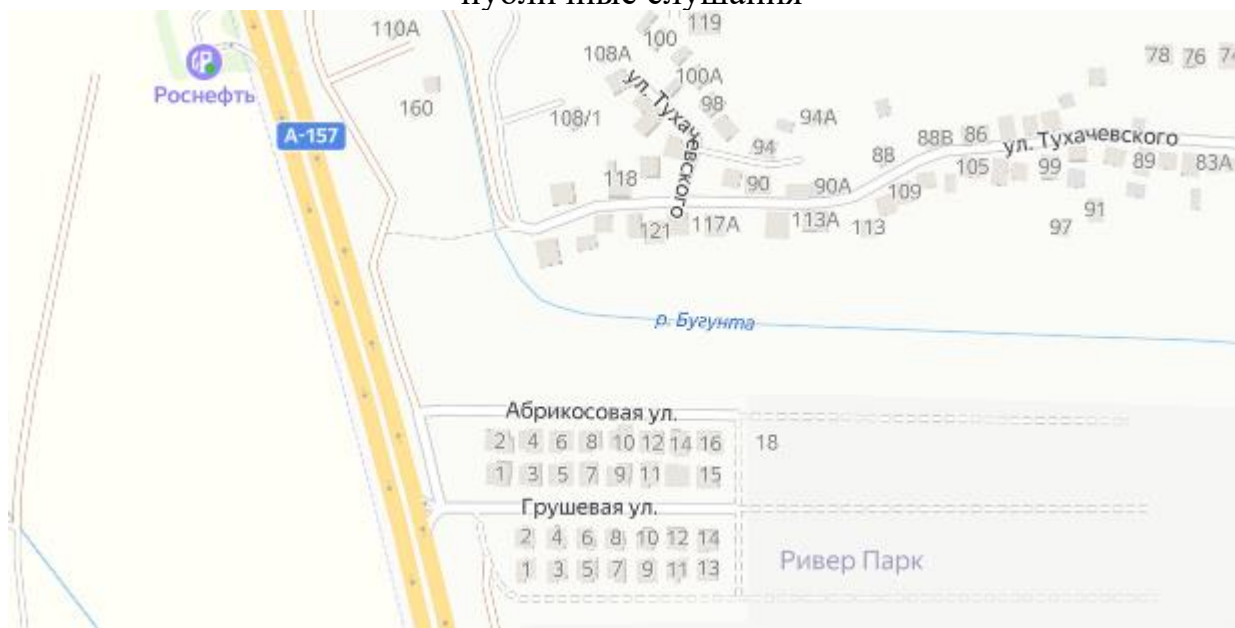 публичные слушания
110А
119
100
108А
78 76 74
100А
Роснефть
160
98
ул. Тухачевского
108/1
94А
А-157
88В 86
ул. Тухачевского
94
88
105
99
89
83А
118
90
90А
109
91
121
117А
113А
113
97
р. Бугунта
Абрикосовая ул.
2 4 6 8 10 12 14 16
18
1 3 5 7 9 11 15
Грушевая ул.
2 4 6 8 10 12 14
Ривер Парк
1 3 5 7 9 11 13